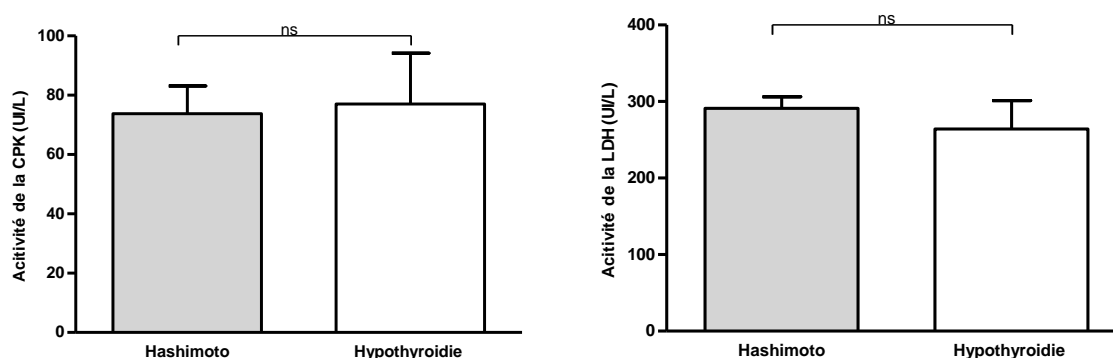 ns
Acitivité de la CPK (UI/L)
100
80
60
40
20
0
Hashimoto Hypothyroidie
ns
Acitivité de la LDH (UI/L)
400
300
200
100
0
Hashimoto Hypothyroidie